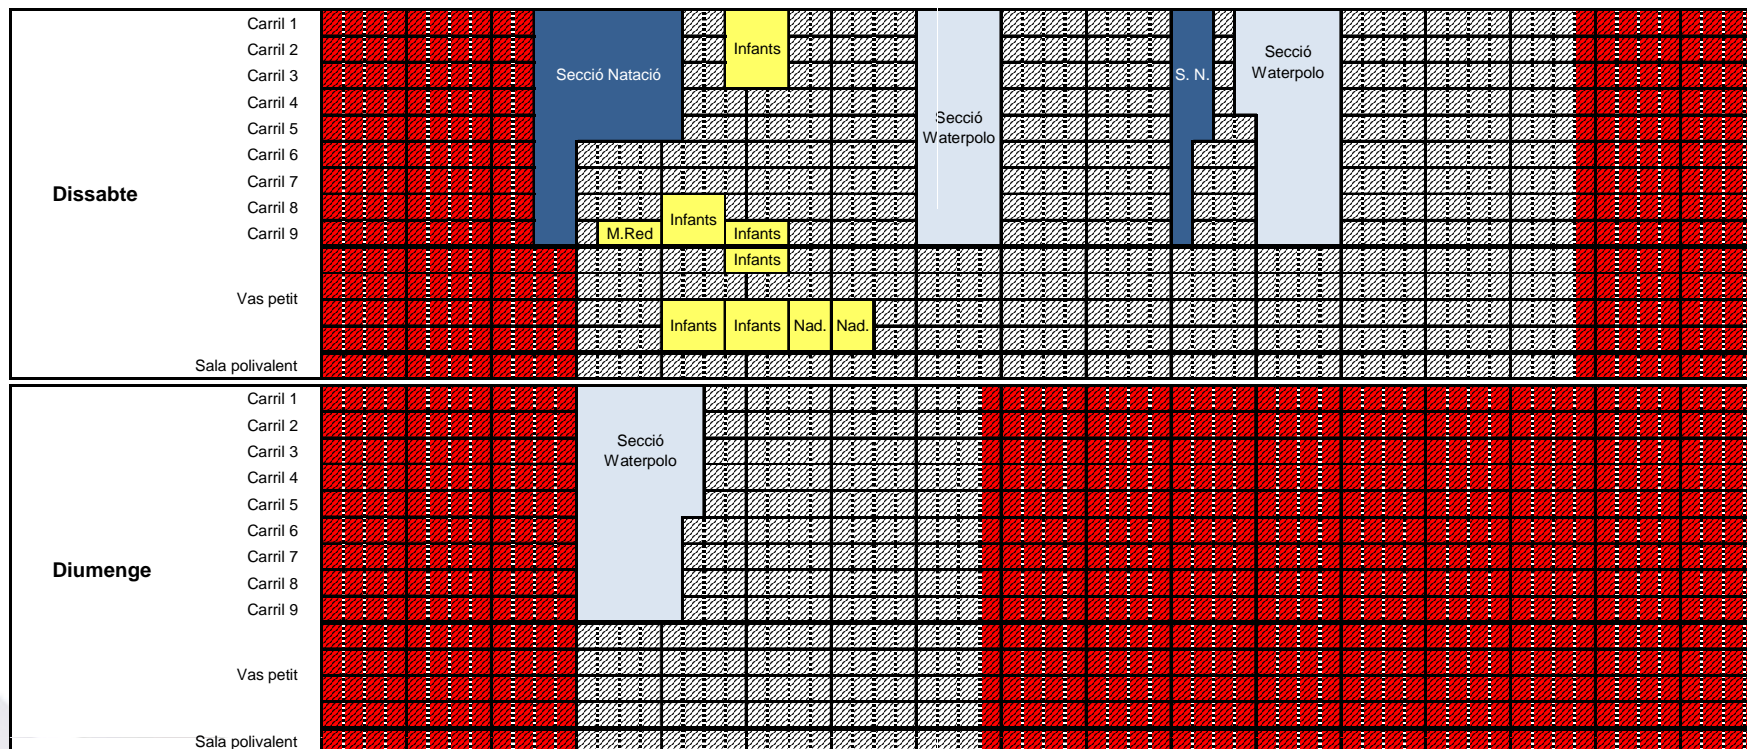 Carril 1
Carril 2
Infants
Secció
Carril 3
Secció Natació
S. N.
Waterpolo
Carril 4
Carril 5
Secció
Waterpolo
Carril 6
Carril 7
Dissabte
Carril 8
Infants
Carril 9
M.Red
Infants
Infants
Vas petit
Infants
Infants
Nad.
Nad.
Sala polivalent
Carril 1
Carril 2
Carril 3
Secció
Waterpolo
Carril 4
Carril 5
Carril 6
Carril 7
Diumenge
Carril 8
Carril 9
Vas petit
Sala polivalent